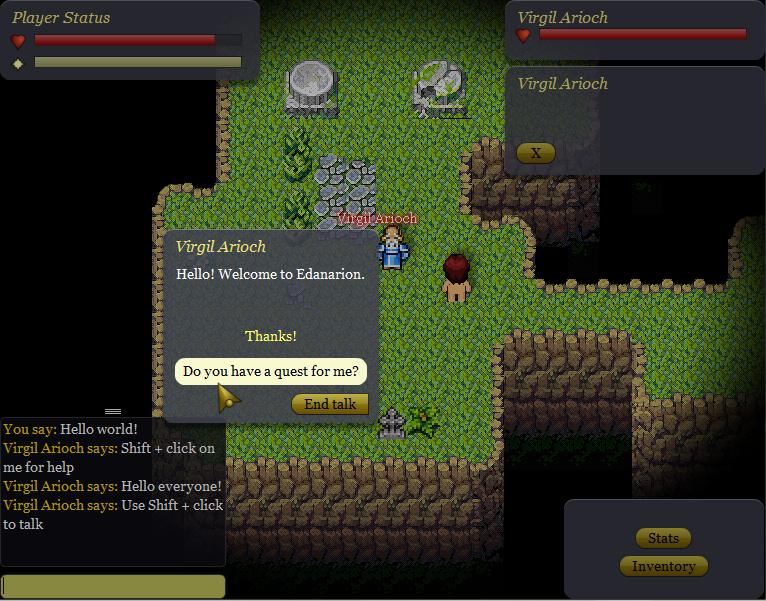 Player Status
Virgil Arioch
Virgil Arioch
X
Virgil Arioch
Virgil Arioch
Hello! Welcome to Edanarion.
Thanks!
Do you have a quest for me?
End talk
You say: Hello world!
Virgil Arioch says: Shift + click on
me for help
Virgil Arioch says: Hello everyone!
Virgil Arioch says: Use Shift + click
to talk
Stats
Inventory